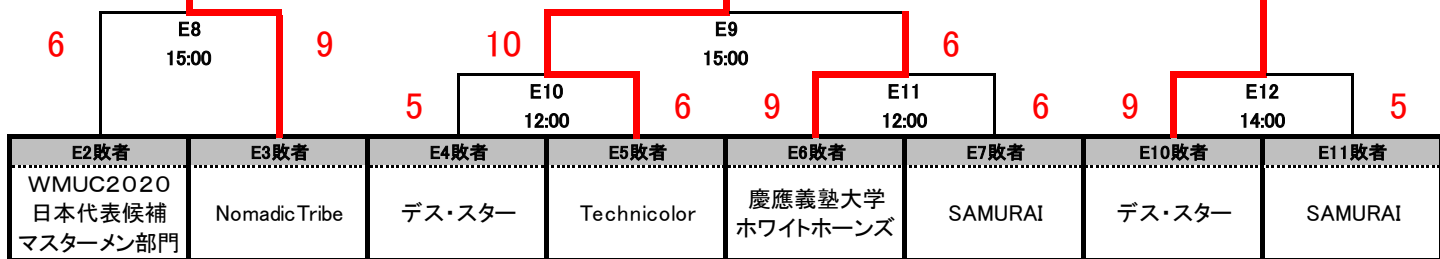 E8
E9
6
9
10
6
15:00
15:00
E10
E11
E12
5
6
9
6
9
5
12:00
12:00
14:00
E2敗者 E3敗者 E4敗者 E5敗者 E6敗者 E7敗者 E10敗者 E11敗者
WMUC2020
日本代表候補
マスターメン部門
NomadicTribe
デス・スター
Technicolor
慶應義塾大学
ホワイトホーンズ
SAMURAI
デス・スター
SAMURAI